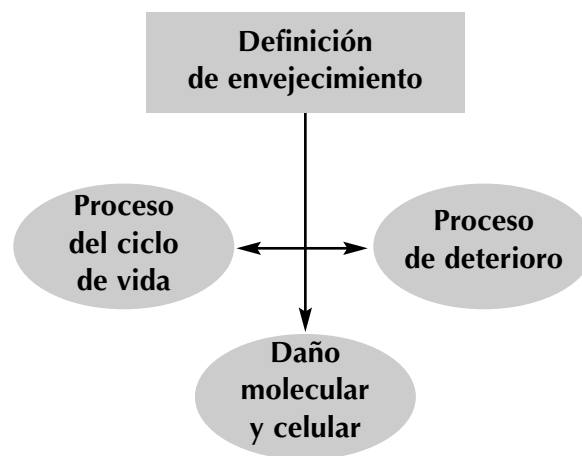 Definición
de envejecimiento
Proceso
del ciclo
de vida
Proceso
de deterioro
Daño
molecular
y celular